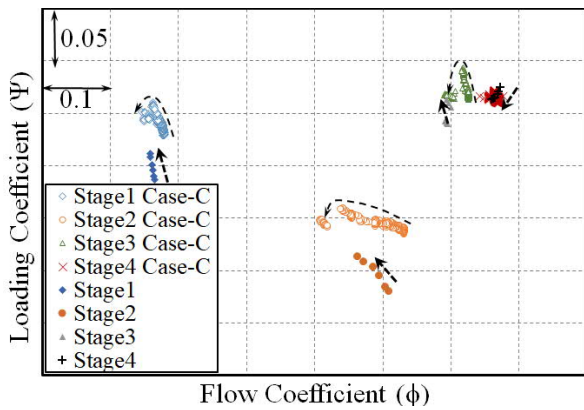 0.05
0.1
Loading Coefficient (Ψ)
Stage1 Case-C
Stage2 Case-C
Stage3 Case-C
Stage4 Case-C
Stage1
Stage2
Stage3
Stage4
Flow Coefficient (ϕ)